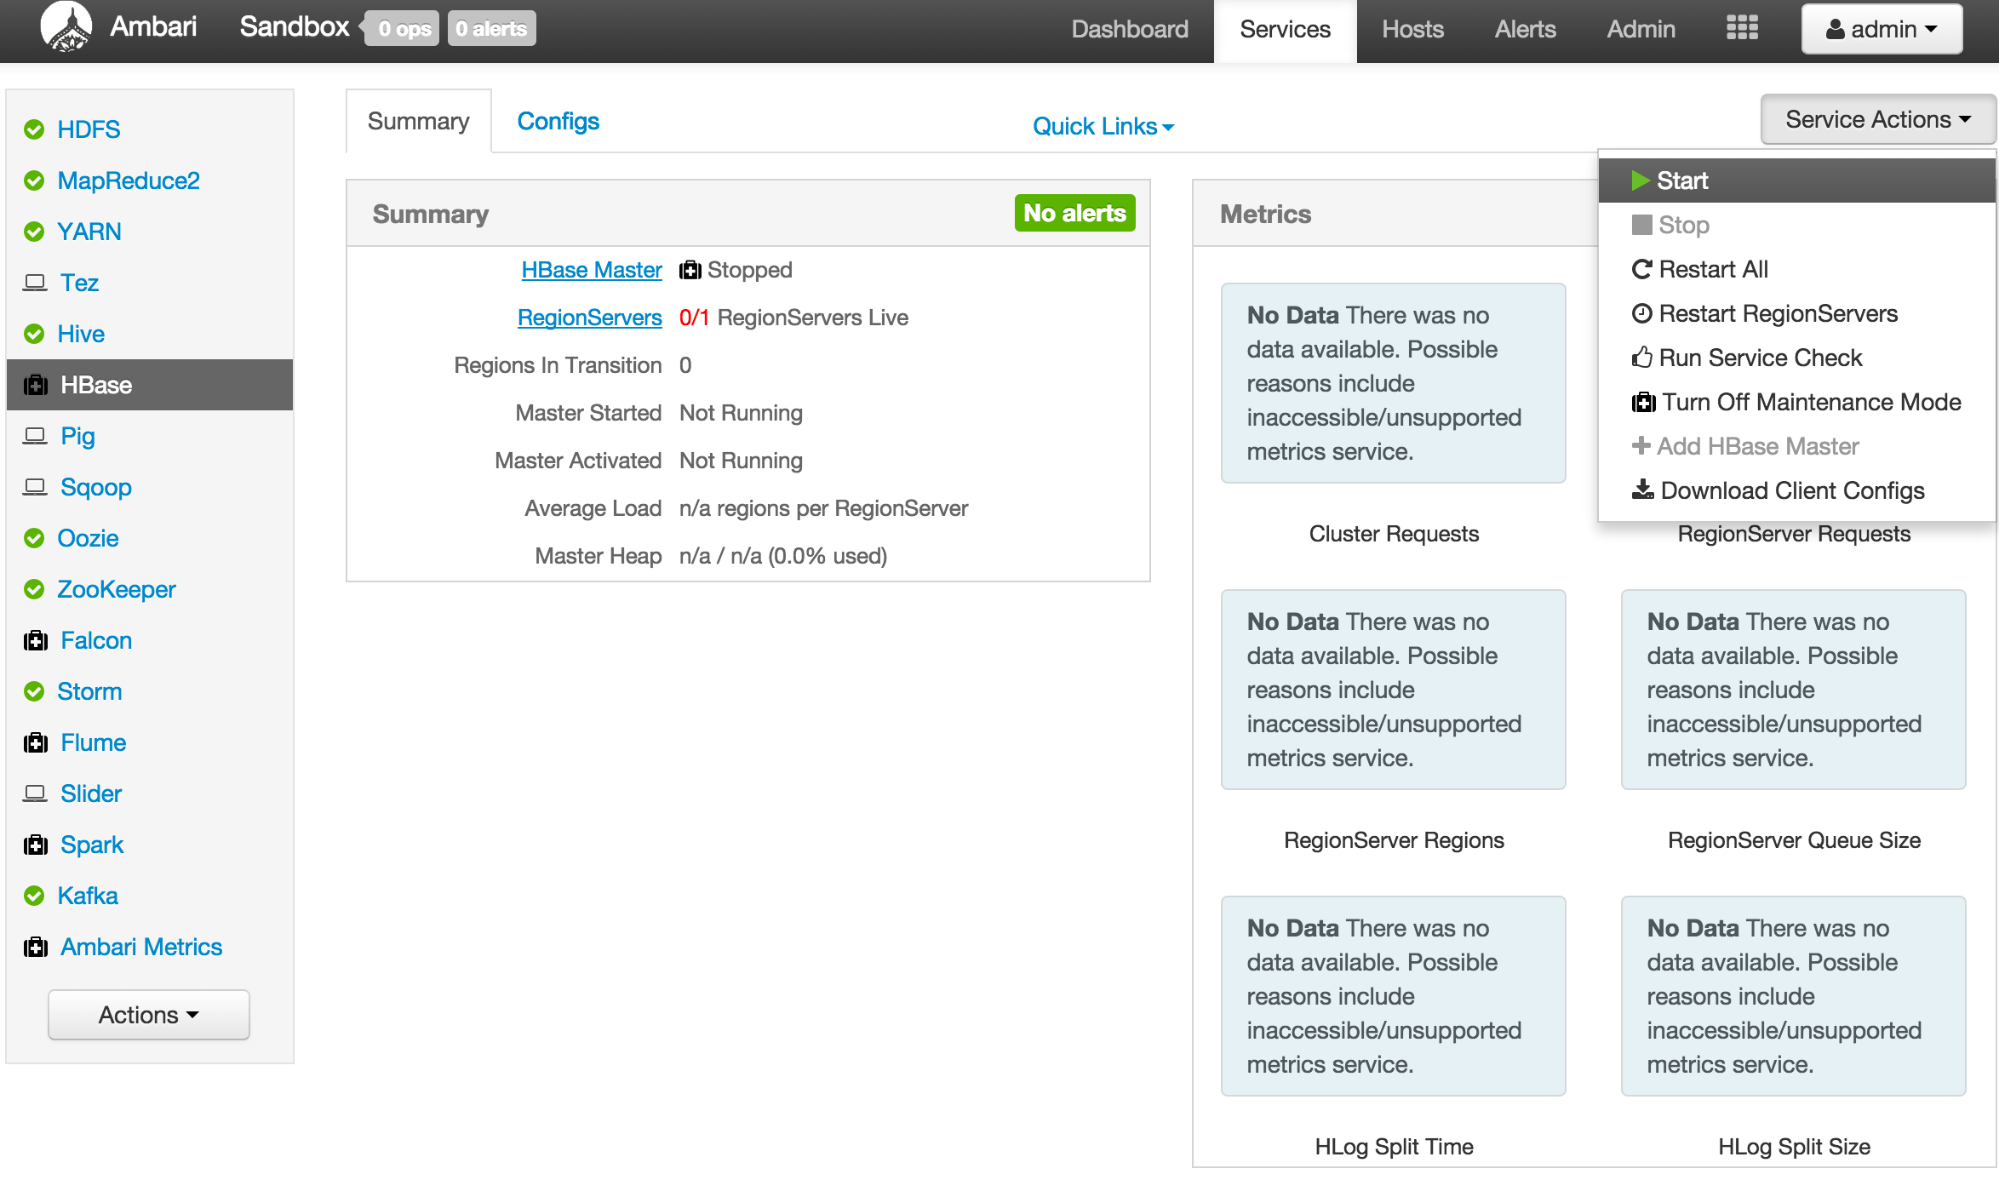 Ambari Sandbox 0 ops 0 alerts Dashboard Services Hosts Alerts Admin admin
HDFS
MapReduce2
YARN
Tez
Hive
HBase
Pig
Sqoop
Oozie
ZooKeeper
Falcon
Storm
Flume
Slider
Spark
Kafka
Ambari Metrics
Actions
Summary Configs Quick Links Service Actions
Start
Stop
Restart All
Restart RegionServers
Run Service Check
Turn Off Maintenance Mode
Add HBase Master
Download Client Configs
Summary No alerts
HBase Master Stopped
RegionServers 0/1 RegionServers Live
Regions In Transition 0
Master Started Not Running
Master Activated Not Running
Average Load n/a regions per RegionServer
Master Heap n/a / n/a (0.0% used)
Metrics
No Data There was no
data available. Possible
reasons include
inaccessible/unsupported
metrics service.
Cluster Requests
RegionServer Requests
No Data There was no
data available. Possible
reasons include
inaccessible/unsupported
metrics service.
RegionServer Regions
No Data There was no
data available. Possible
reasons include
inaccessible/unsupported
metrics service.
RegionServer Queue Size
No Data There was no
data available. Possible
reasons include
inaccessible/unsupported
metrics service.
HLog Split Time
No Data There was no
data available. Possible
reasons include
inaccessible/unsupported
metrics service.
HLog Split Size